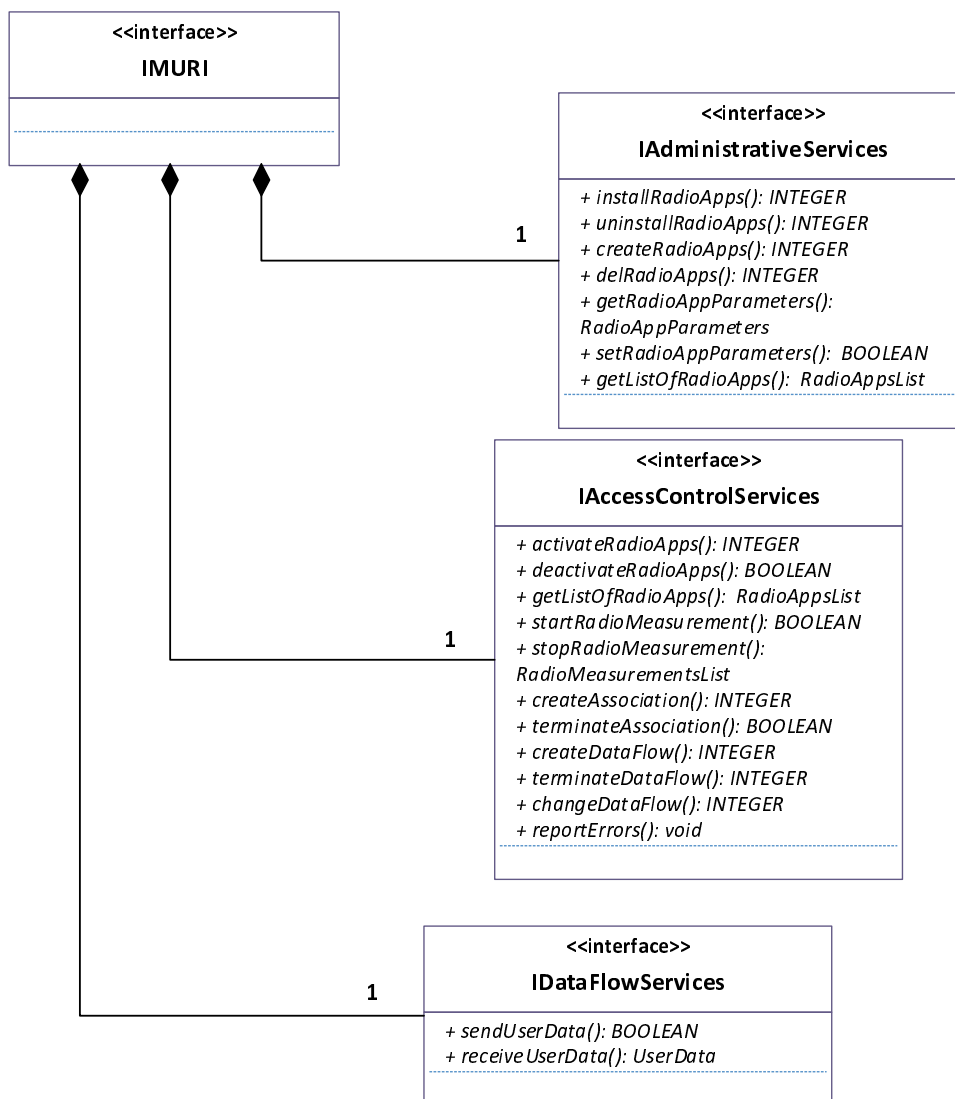 <<interface>>
IMURI
<<interface>>
IAdministrativeServices
+ installRadioApps(): INTEGER
+ uninstallRadioApps(): INTEGER
+ createRadioApps(): INTEGER
+ delRadioApps(): INTEGER
+ getRadioAppParameters():
RadioAppParameters
+ setRadioAppParameters():  BOOLEAN
+ getListOfRadioApps():  RadioAppsList
1
<<interface>>
IAccessControlServices
+ activateRadioApps(): INTEGER
+ deactivateRadioApps(): BOOLEAN
+ getListOfRadioApps():  RadioAppsList
+ startRadioMeasurement(): BOOLEAN
+ stopRadioMeasurement():
RadioMeasurementsList
+ createAssociation(): INTEGER
+ terminateAssociation(): BOOLEAN
+ createDataFlow(): INTEGER
+ terminateDataFlow(): INTEGER
+ changeDataFlow(): INTEGER
+ reportErrors(): void
1
<<interface>>
IDataFlowServices
+ sendUserData(): BOOLEAN
+ receiveUserData(): UserData
1